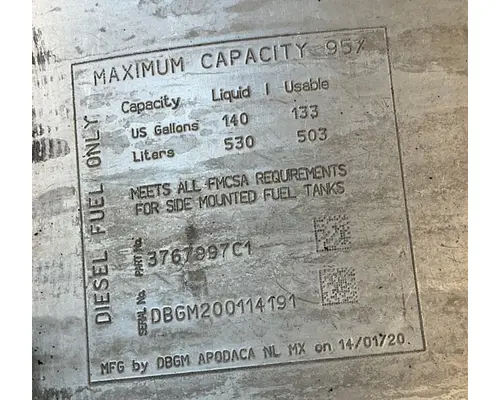 MAXIMUM CAPACITY 95%
DIESEL FUEL ONLY
Capacity Liquid | Usable
US Gallons 140 133
Liters 530 503
MEETS ALL FMCSA REQUIREMENTS
FOR SIDE MOUNTED FUEL TANKS
PART No. 3767997C1
SERIAL No. DBGM200114191
MFG by DBGM APODACA NL MX on 14/01/20.